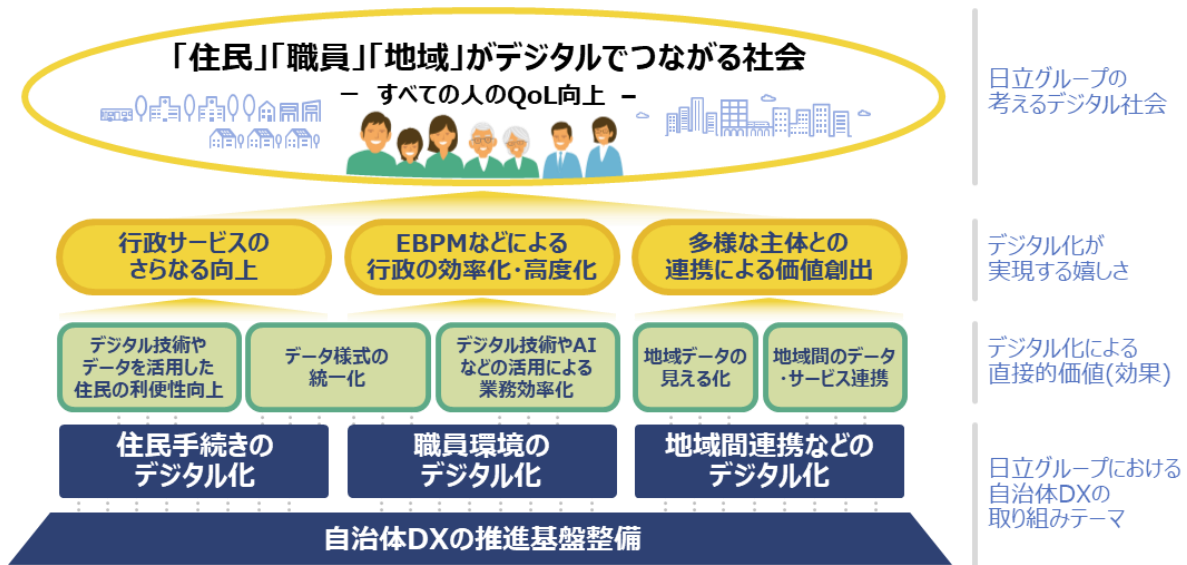 「住民」「職員」「地域」がデジタルでつながる社会
－ すべての人のQoL向上 －
日立グループの
考えるデジタル社会
行政サービスの
さらなる向上
EBPMなどによる
行政の効率化・高度化
多様な主体との
連携による価値創出
デジタル化が
実現する嬉しさ
デジタル技術や
データを活用した
住民の利便性向上
データ様式の
統一化
デジタル技術やAI
などの活用による
業務効率化
地域データの
見える化
地域間のデータ
・サービス連携
デジタル化による
直接的価値(効果)
住民手続きの
デジタル化
職員環境の
デジタル化
地域間連携などの
デジタル化
日立グループにおける
自治体DXの
取り組みテーマ
自治体DXの推進基盤整備